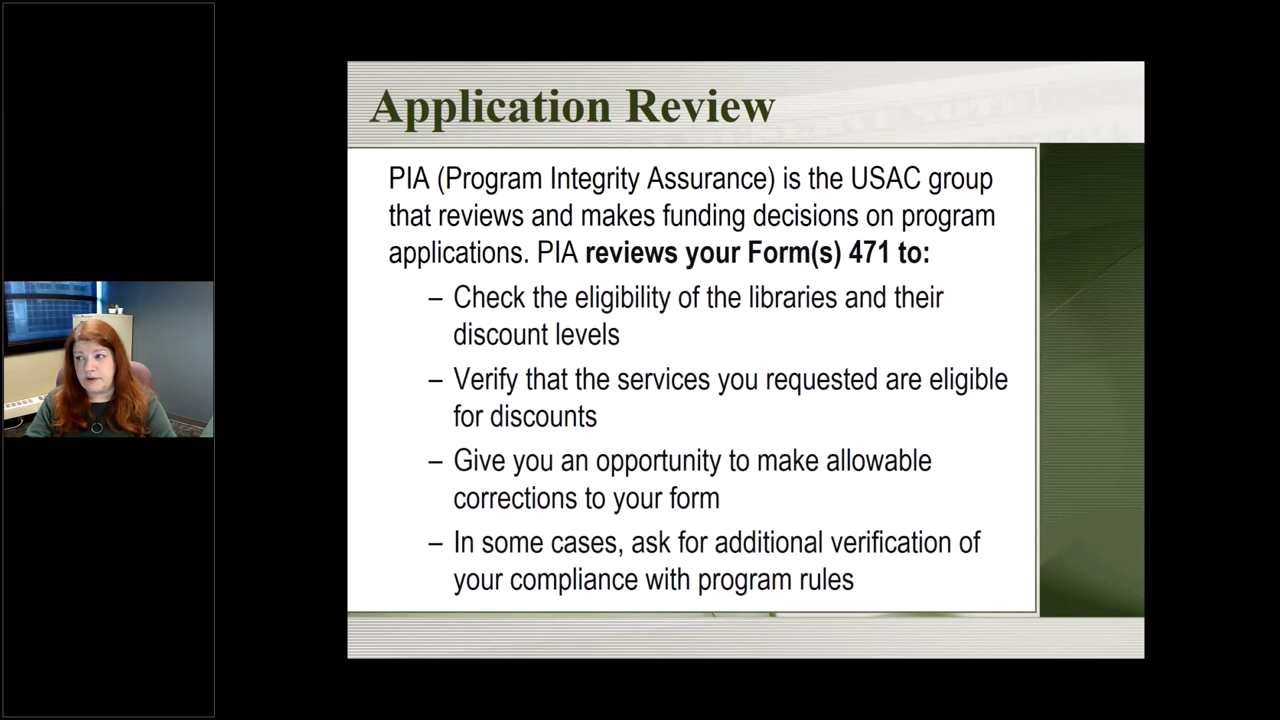 Application Review
PIA (Program Integrity Assurance) is the USAC group
that reviews and makes funding decisions on program
applications. PIA reviews your Form(s) 471 to:
– Check the eligibility of the libraries and their
discount levels
– Verify that the services you requested are eligible
for discounts
– Give you an opportunity to make allowable
corrections to your form
– In some cases, ask for additional verification of
your compliance with program rules